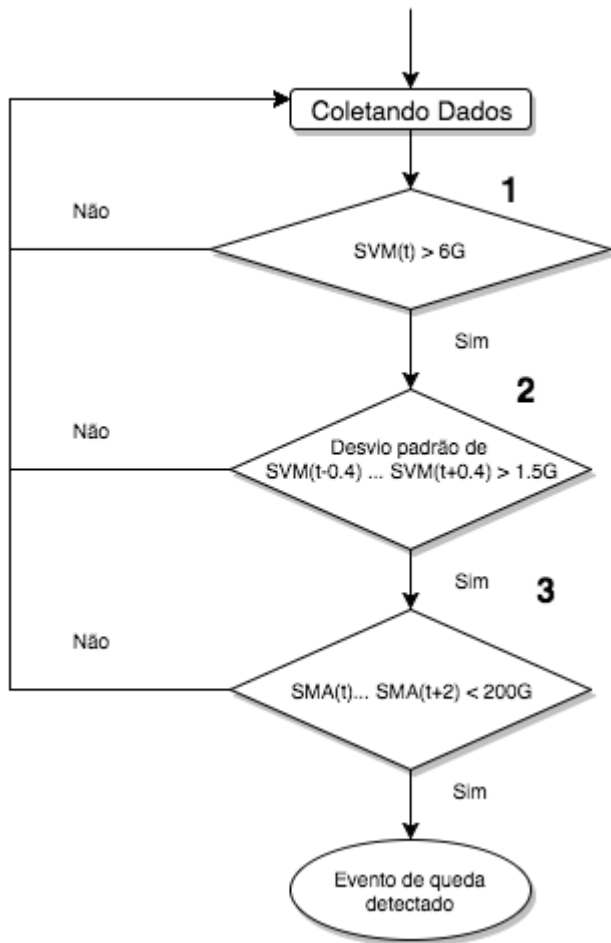 Coletando Dados
1
Não
SVM(t) > 6G
Sim
2
Não
Desvio padrão de
SVM(t-0.4) ... SVM(t+0.4) > 1.5G
Sim
3
Não
SMA(t)... SMA(t+2) < 200G
Sim
Evento de queda
detectado